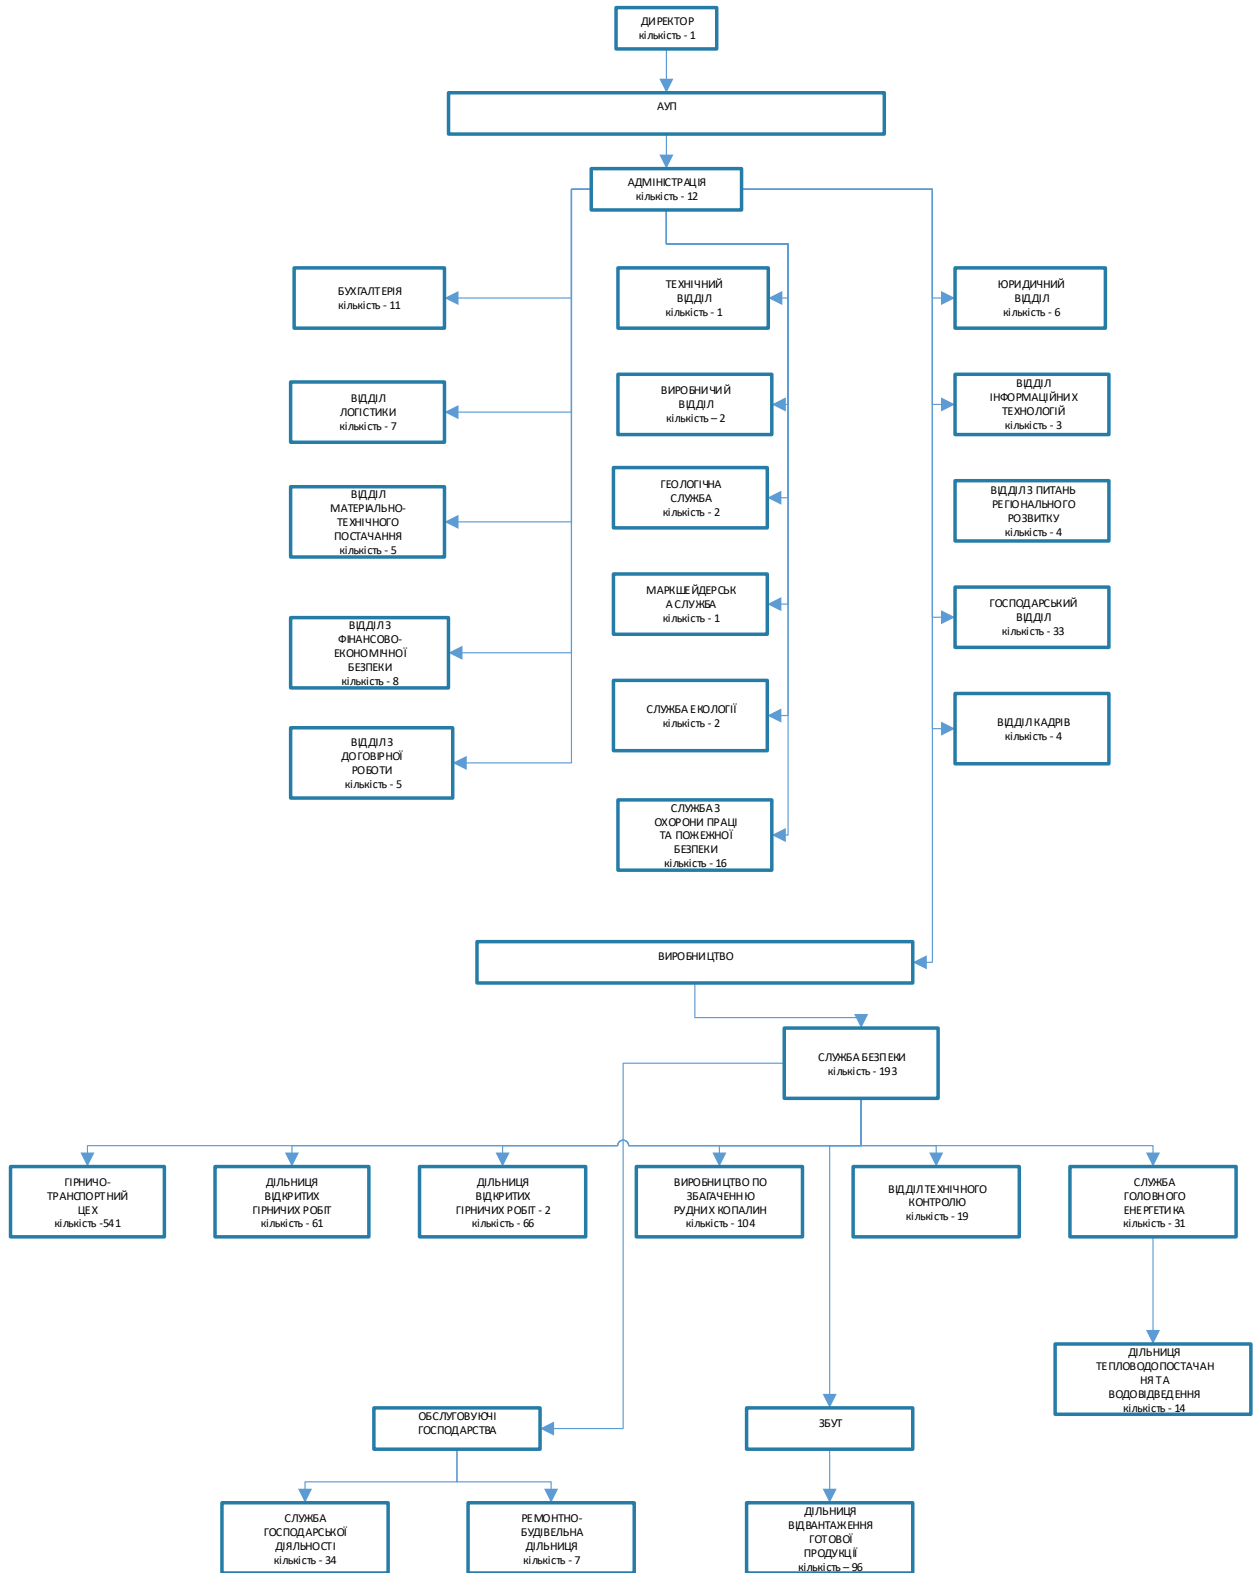 ДИРЕКТОР
кількість - 1
АУП
АДМІНІСТРАЦІЯ
кількість - 12
БУХГАЛТЕРІЯ
кількість - 11
ТЕХНІЧНИЙ
ВІДДІЛ
кількість - 1
ЮРИДИЧНИЙ
ВІДДІЛ
кількість - 6
ВІДДІЛ
ЛОГІСТИКИ
кількість - 7
ВИРОБНИЧИЙ
ВІДДІЛ
кількість – 2
ВІДДІЛ
ІНФОРМАЦІЙНИХ
ТЕХНОЛОГІЙ
кількість - 3
ВІДДІЛ
МАТЕРІАЛЬНО-
ТЕХНІЧНОГО
ПОСТАЧАННЯ
кількість - 5
ГЕОЛОГІЧНА
СЛУЖБА
кількість - 2
ВІДДІЛ З ПИТАНЬ
РЕГІОНАЛЬНОГО
РОЗВИТКУ
кількість - 4
ВІДДІЛ З
ФІНАНСОВО-
ЕКОНОМІЧНОЇ
БЕЗПЕКИ
кількість - 8
МАРКШЕЙДЕРСЬК
А СЛУЖБА
кількість - 1
ГОСПОДАРСЬКИЙ
ВІДДІЛ
кількість - 33
ВІДДІЛ З
ДОГОВІРНОЇ
РОБОТИ
кількість - 5
СЛУЖБА ЕКОЛОГІЇ
кількість - 2
ВІДДІЛ КАДРІВ
кількість - 4
СЛУЖБА З
ОХОРОНИ ПРАЦІ
ТА ПОЖЕЖНОЇ
БЕЗПЕКИ
кількість - 16
ВИРОБНИЦТВО
СЛУЖБА БЕЗПЕКИ
кількість - 193
ГІРНИЧО-
ТРАНСПОРТНИЙ
ЦЕХ
кількість -541
ДІЛЬНИЦЯ
ВІДКРИТИХ
ГІРНИЧИХ РОБІТ
кількість - 61
ДІЛЬНИЦЯ
ВІДКРИТИХ
ГІРНИЧИХ РОБІТ - 2
кількість - 66
ВИРОБНИЦТВО ПО
ЗБАГАЧЕННЮ
РУДНИХ КОПАЛИН
кількість - 104
ВІДДІЛ ТЕХНІЧНОГО
КОНТРОЛЮ
кількість - 19
СЛУЖБА
ГОЛОВНОГО
ЕНЕРГЕТИКА
кількість - 31
ДІЛЬНИЦЯ
ТЕПЛОВОДОПОСТАЧАН
НЯ ТА
ВОДОВІДВЕДЕННЯ
кількість - 14
ОБСЛУГОВУЮЧІ
ГОСПОДАРСТВА
ЗБУТ
СЛУЖБА
ГОСПОДАРСЬКОЇ
ДІЯЛЬНОСТІ
кількість - 34
РЕМОНТНО-
БУДІВЕЛЬНА
ДІЛЬНИЦЯ
кількість - 7
ДІЛЬНИЦЯ
ВІДВАНТАЖЕННЯ
ГОТОВОЇ
ПРОДУКЦІЇ
кількість – 96